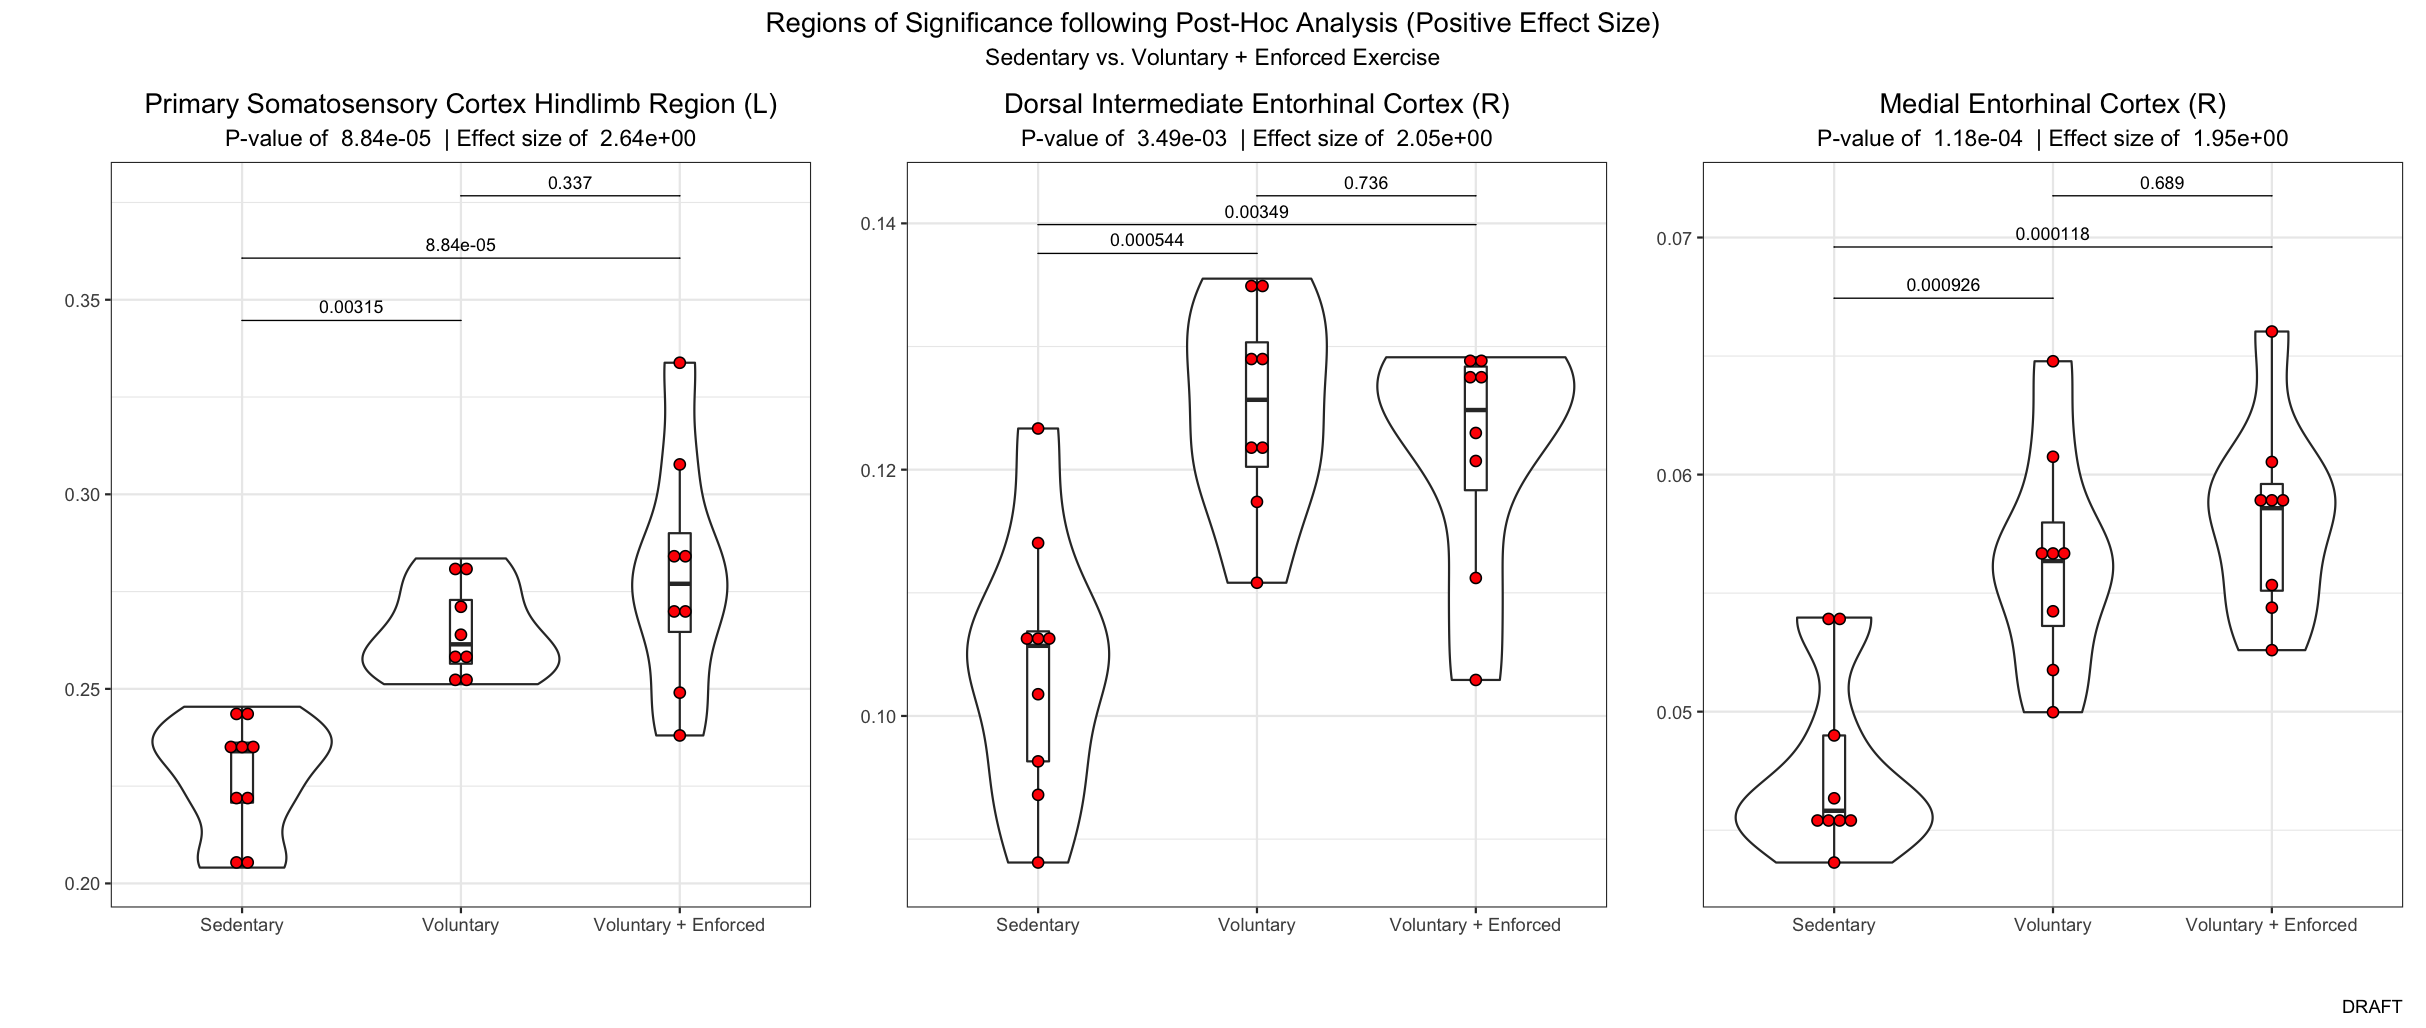 Regions of Significance following Post-Hoc Analysis (Positive Effect Size)
Sedentary vs. Voluntary + Enforced Exercise
Primary Somatosensory Cortex Hindlimb Region (L)
P-value of  8.84e-05  | Effect size of  2.64e+00
0.337
8.84e-05
0.00315
0.35
0.30
0.25
0.20
Sedentary
Voluntary
Voluntary + Enforced
Dorsal Intermediate Entorhinal Cortex (R)
P-value of  3.49e-03  | Effect size of  2.05e+00
0.736
0.00349
0.000544
0.14
0.12
0.10
Sedentary
Voluntary
Voluntary + Enforced
Medial Entorhinal Cortex (R)
P-value of  1.18e-04  | Effect size of  1.95e+00
0.689
0.000118
0.000926
0.07
0.06
0.05
Sedentary
Voluntary
Voluntary + Enforced
DRAFT